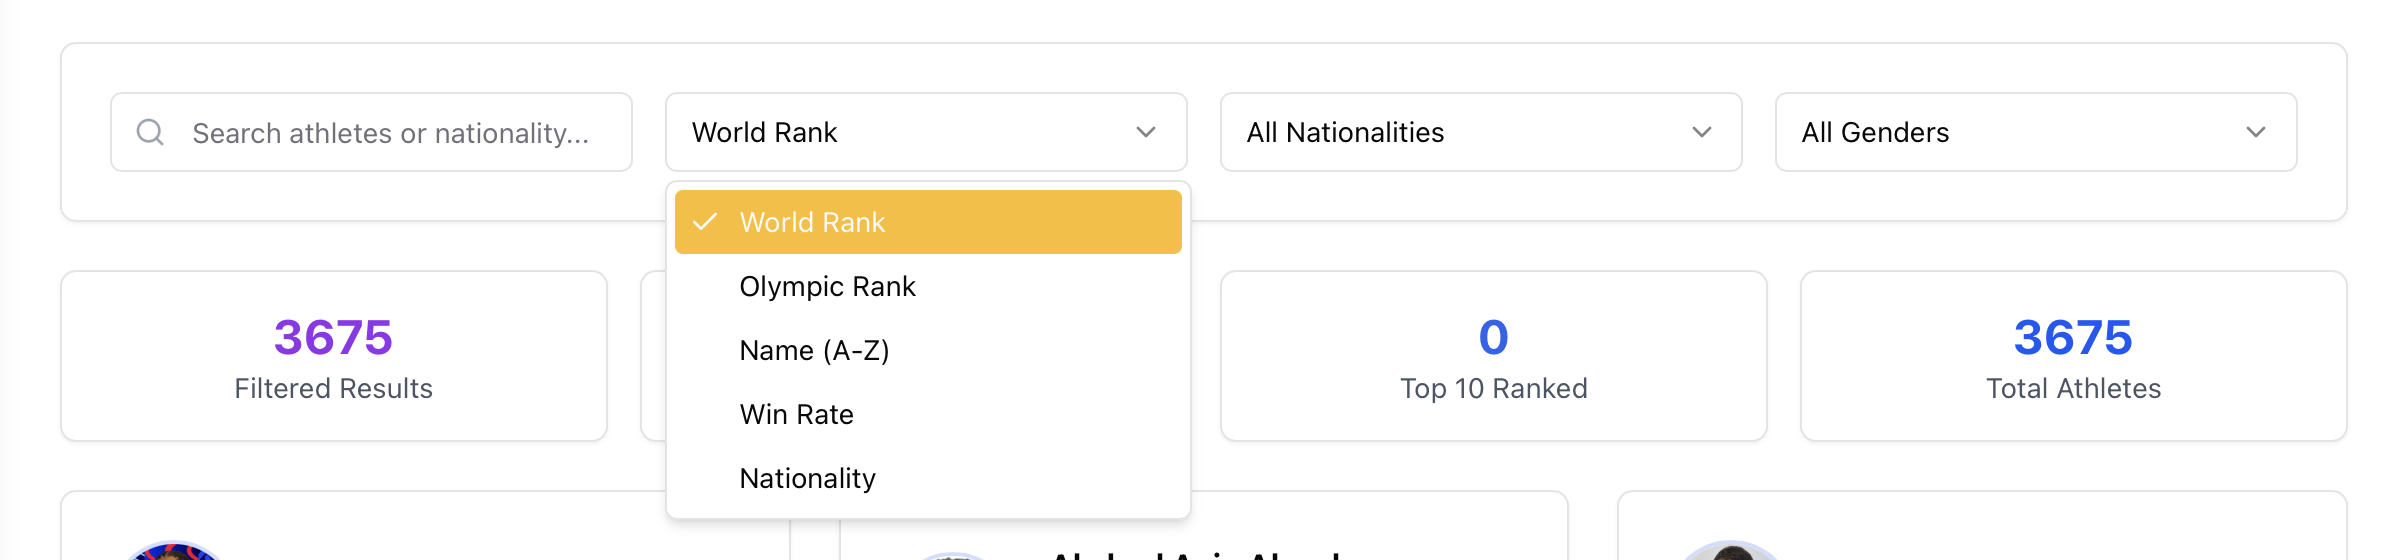 Search athletes or nationality...
World Rank
All Nationalities
All Genders
World Rank
Olympic Rank
Name (A-Z)
Win Rate
Nationality
3675
Filtered Results
0
Top 10 Ranked
3675
Total Athletes